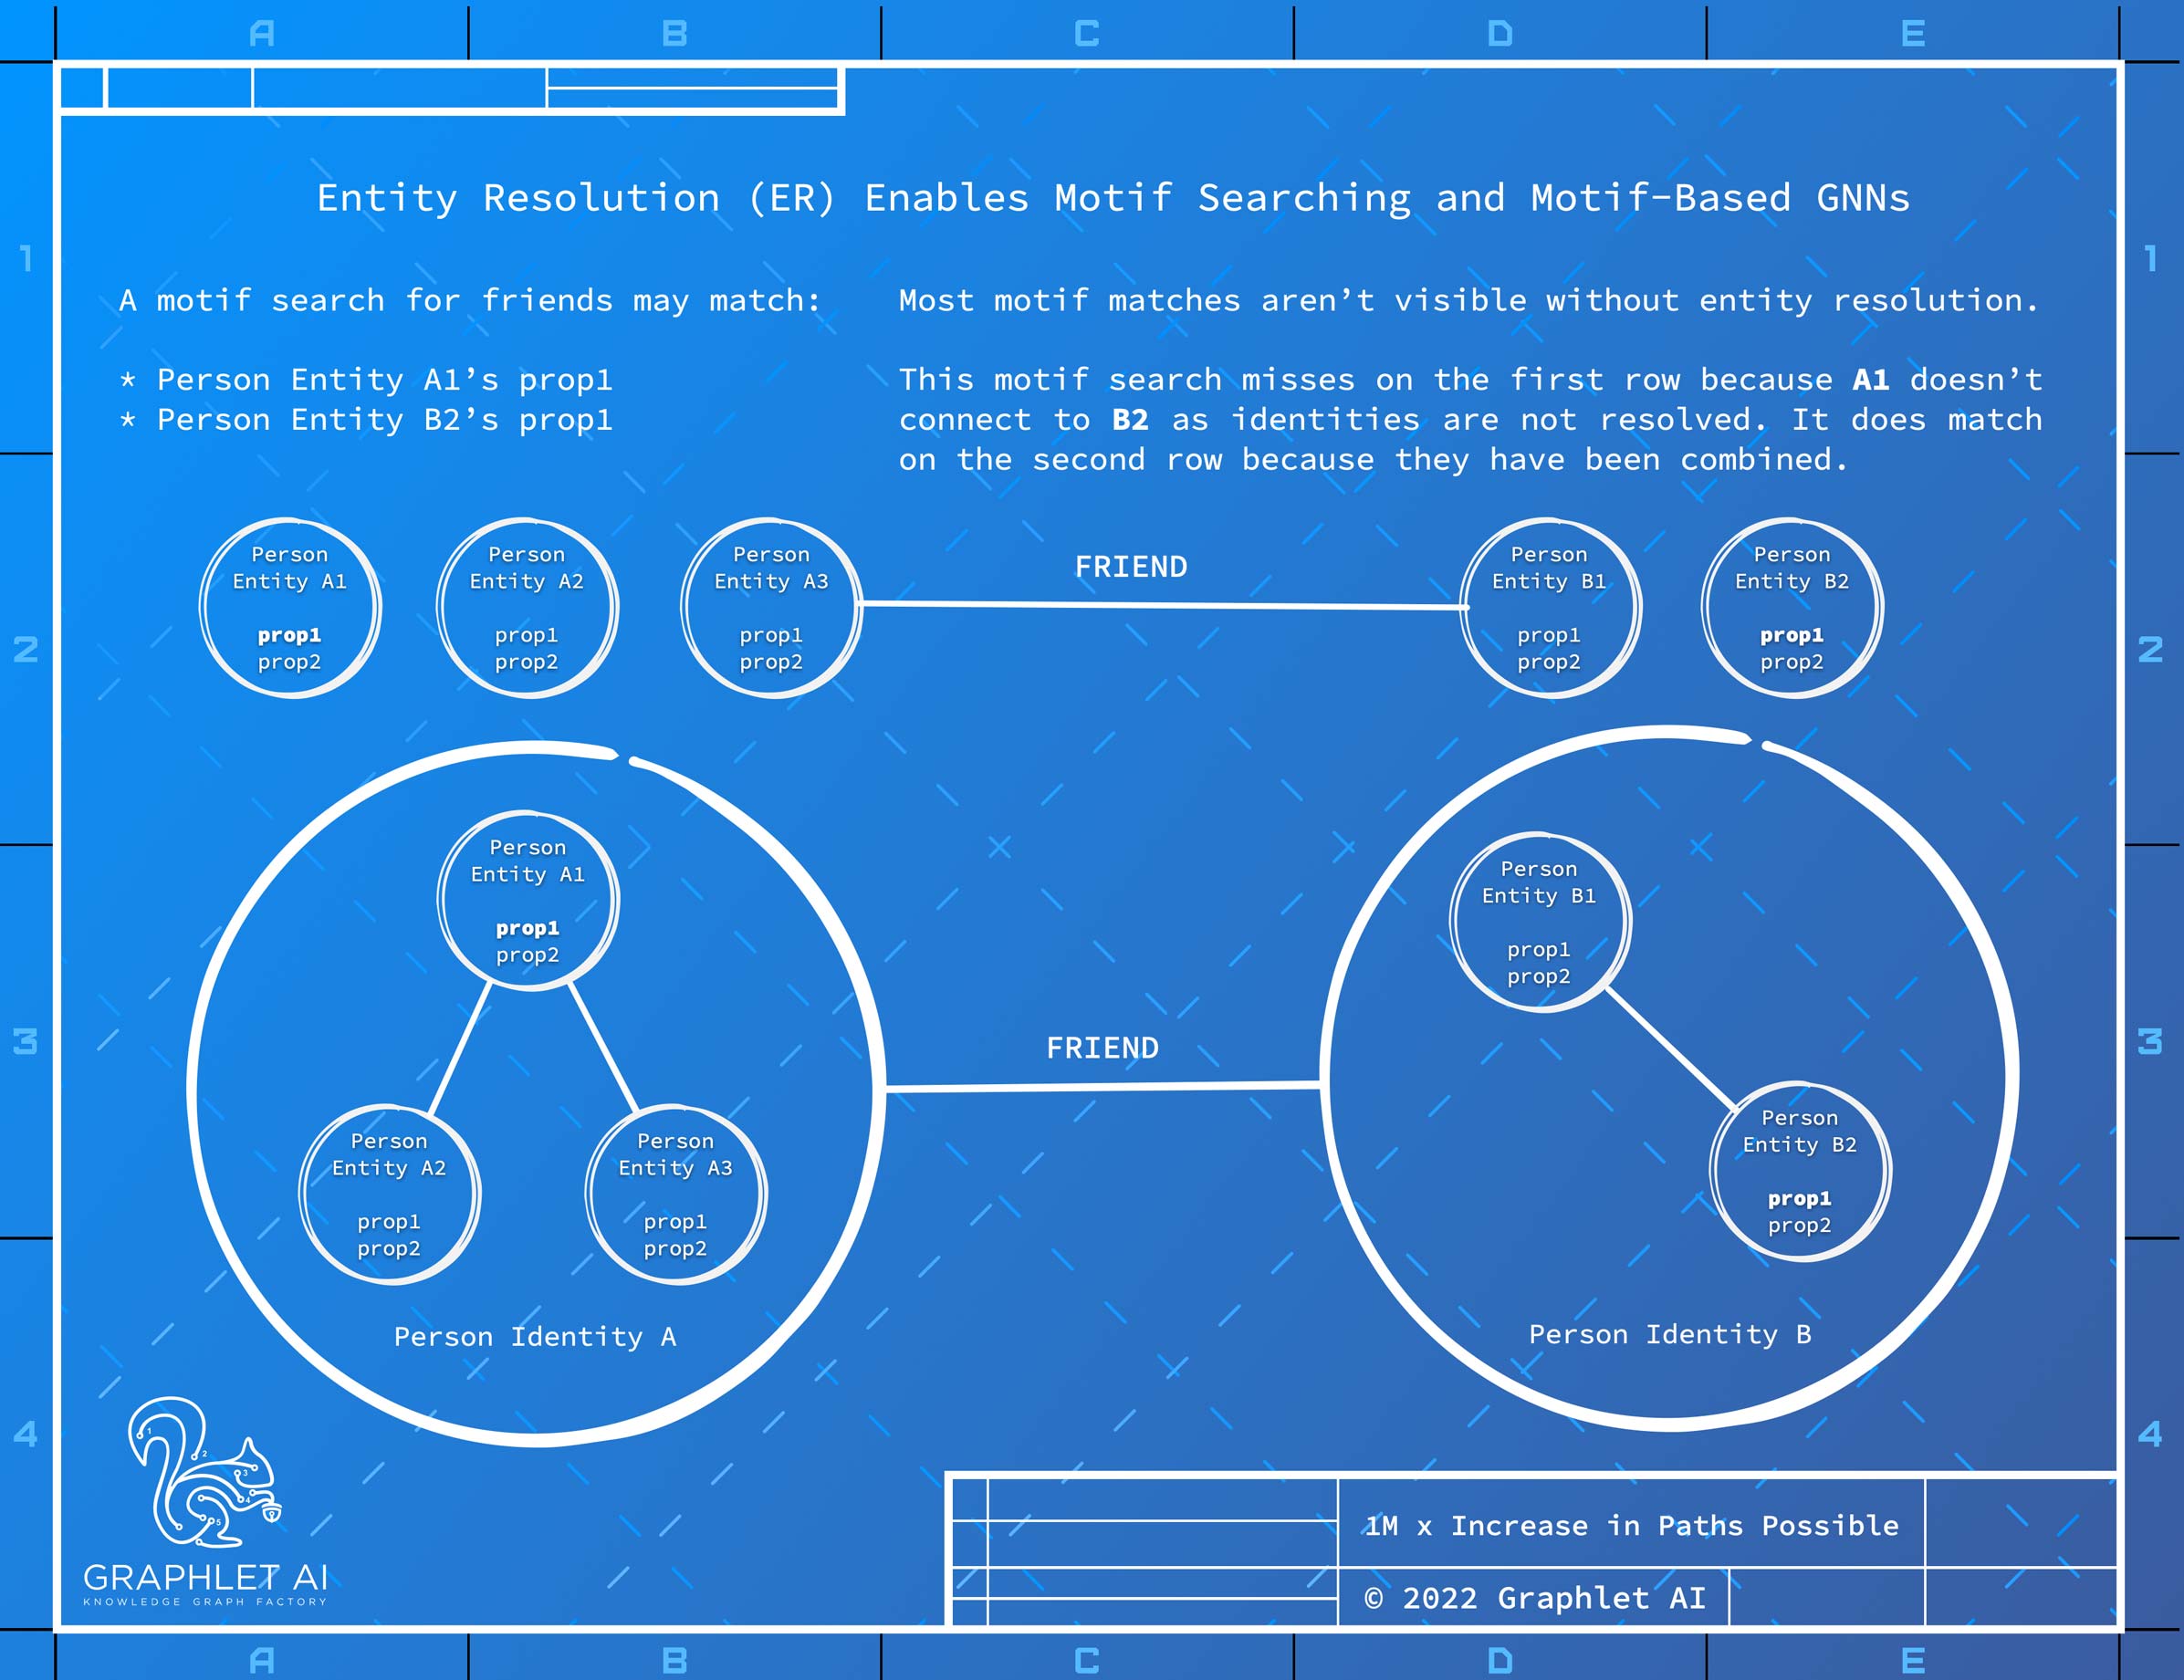 A B C D E
Entity Resolution (ER) Enables Motif Searching and Motif-Based GNNs
1 1
A motif search for friends may match:
* Person Entity A1’s prop1
* Person Entity B2’s prop1
Most motif matches aren’t visible without entity resolution.
This motif search misses on the first row because A1 doesn’t
connect to B2 as identities are not resolved. It does match
on the second row because they have been combined.
2 2
Person
Entity A1
prop1
prop2
Person
Entity A2
prop1
prop2
Person
Entity A3
prop1
prop2
FRIEND
Person
Entity B1
prop1
prop2
Person
Entity B2
prop1
prop2
3 3
Person
Entity A1
prop1
prop2
Person
Entity A2
prop1
prop2
Person
Entity A3
prop1
prop2
Person Identity A
FRIEND
Person
Entity B1
prop1
prop2
Person
Entity B2
prop1
prop2
Person Identity B
4 4
1
2
3
4
5
GRAPHLET AI
KNOWLEDGE GRAPH FACTORY
1M x Increase in Paths Possible
© 2022 Graphlet AI
A B C D E